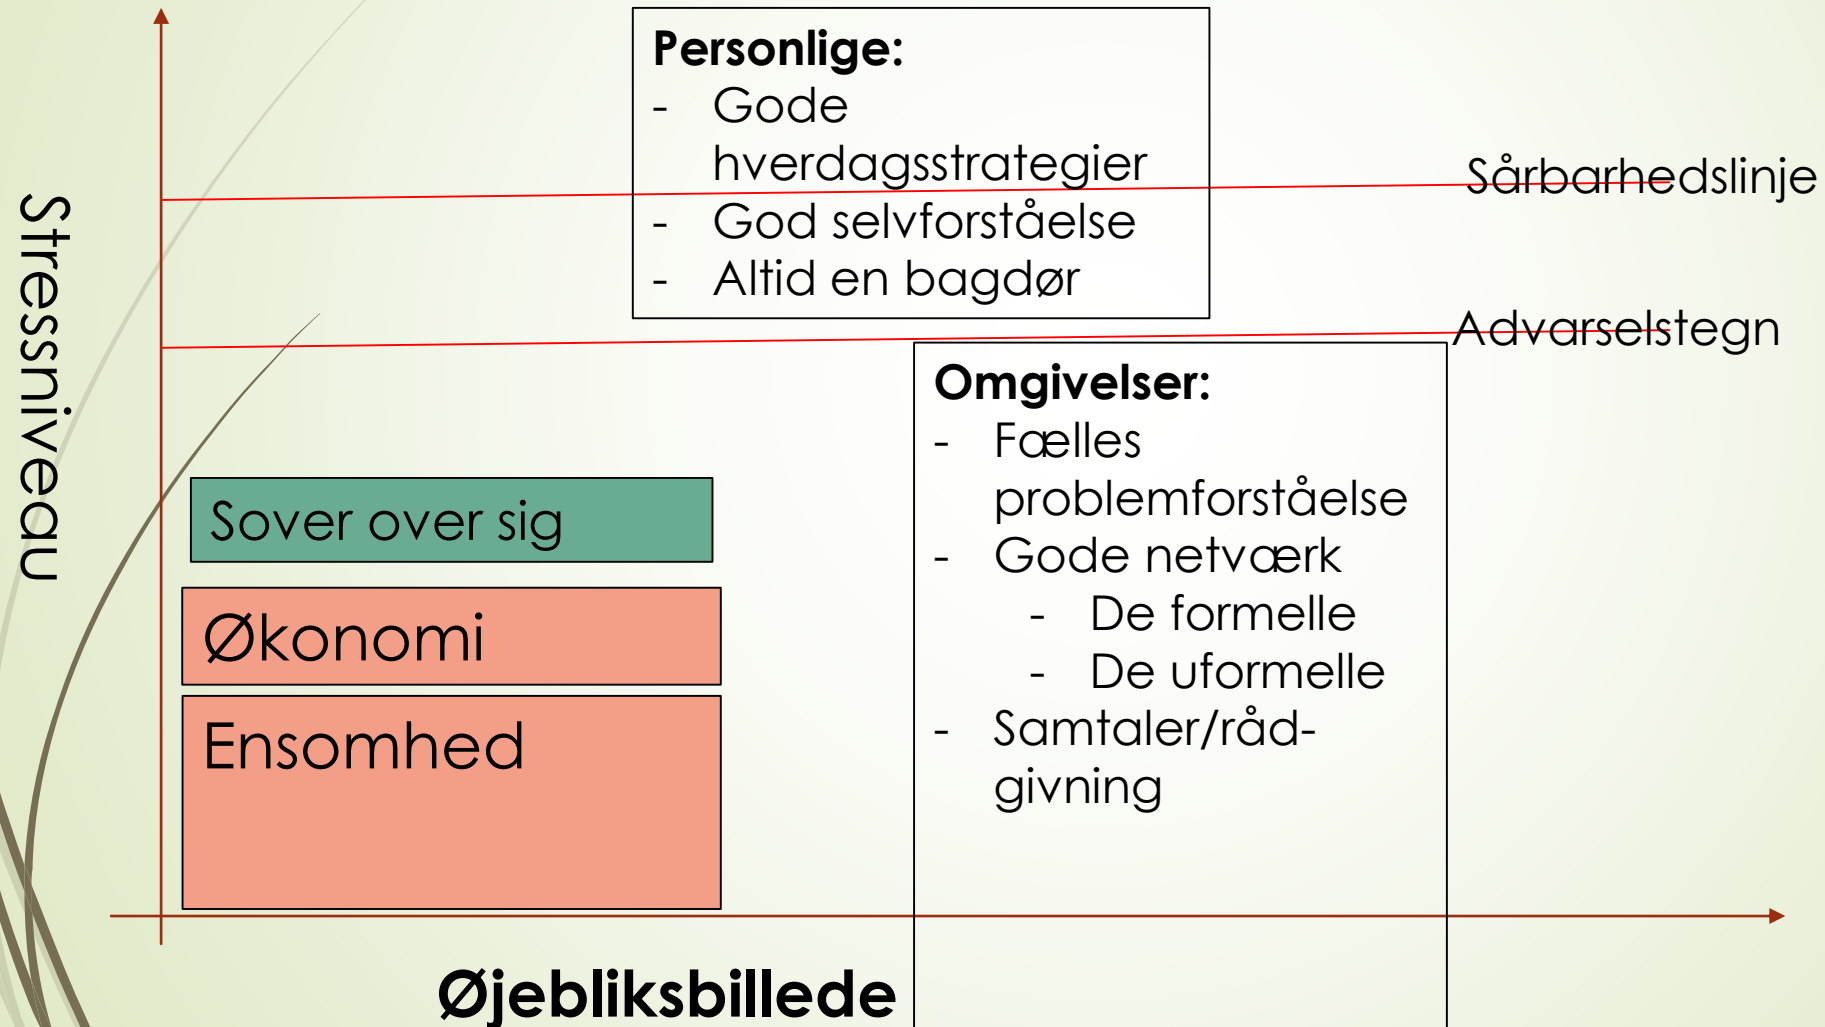 Stressniveau
Personlige:
- Gode
hverdagsstrategier
- God selvforståelse
- Altid en bagdør
Sårbarhedslinje
Advarselstegn
Omgivelser:
- Fælles
problemforståelse
- Gode netværk
- De formelle
- De uformelle
- Samtaler/råd-
givning
Sover over sig
Økonomi
Ensomhed
Øjebliksbillede